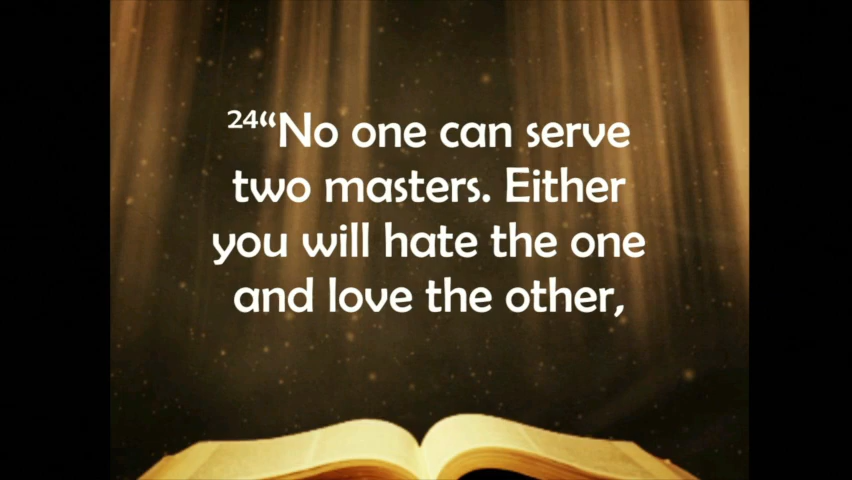 24“No one can serve
two masters. Either
you will hate the one
and love the other,